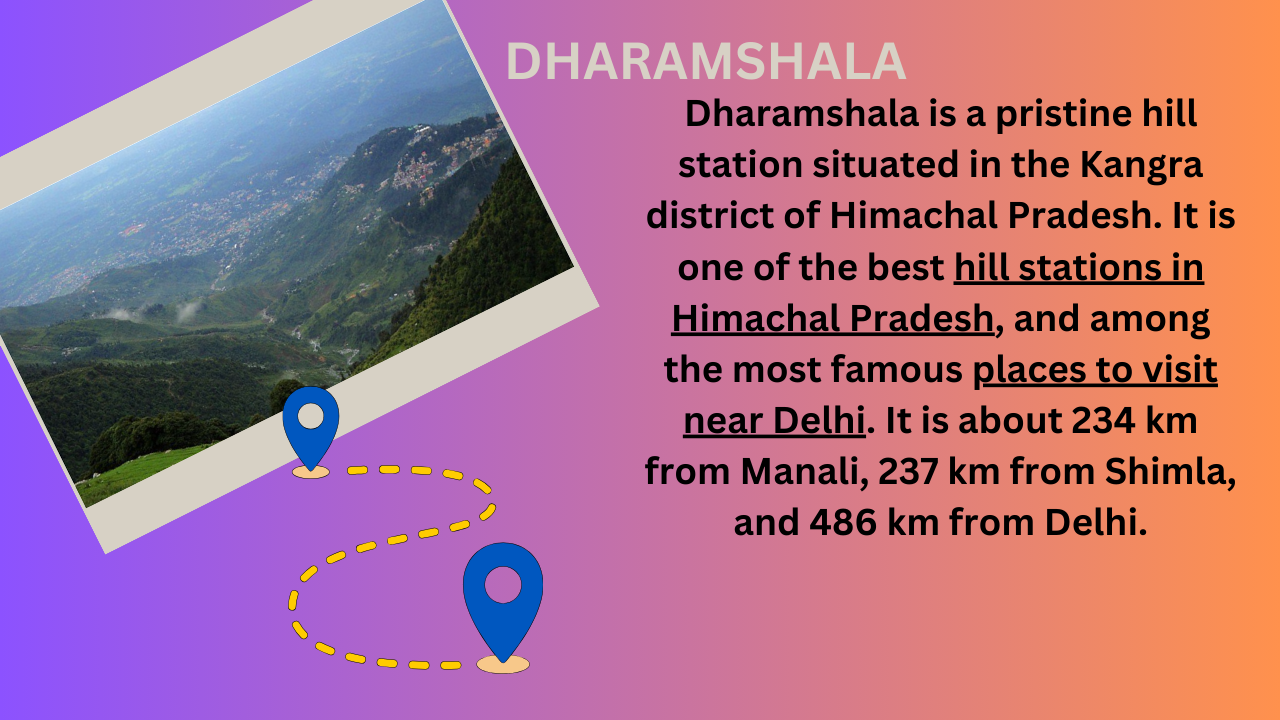 DHARAMSHALA
Dharamshala is a pristine hill
station situated in the Kangra
district of Himachal Pradesh. It is
one of the best hill stations in
Himachal Pradesh, and among
the most famous places to visit
near Delhi. It is about 234 km
from Manali, 237 km from Shimla,
and 486 km from Delhi.